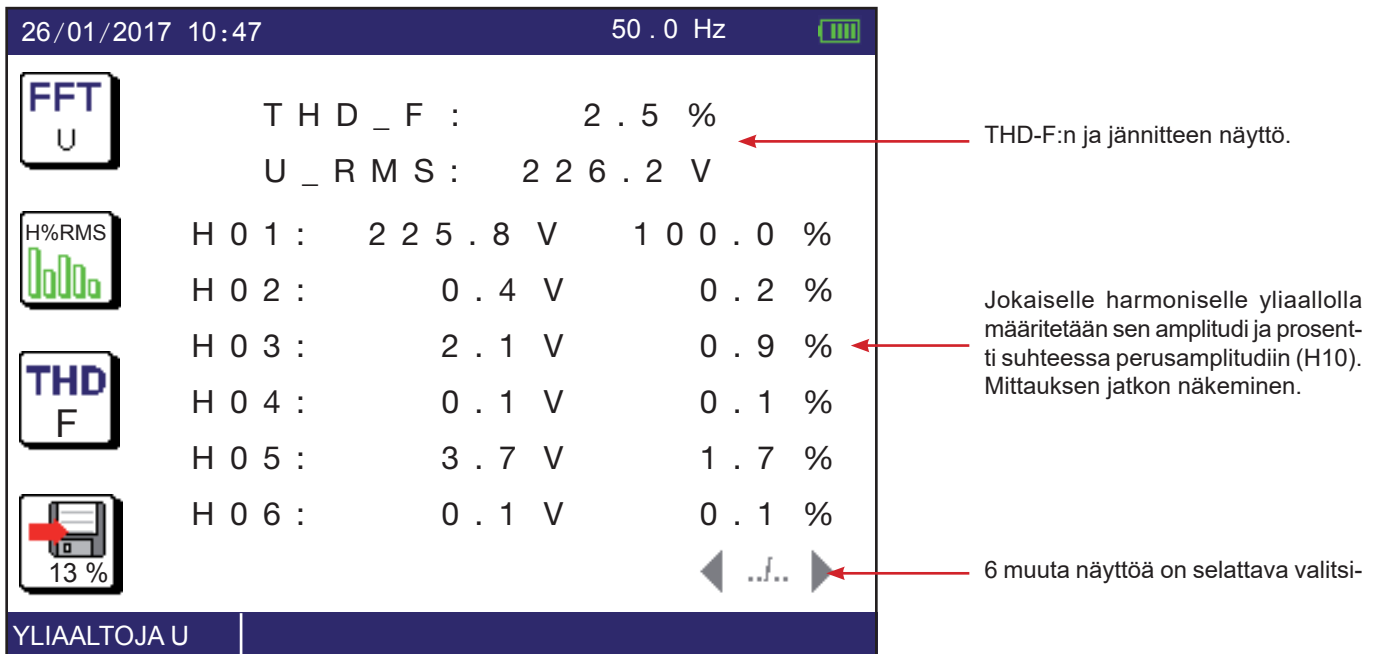 26/01/2017 10:47 50.0 Hz
FFT
U
THD_F: 2.5 %
U_RMS: 226.2 V
THD-F:n ja jännitteen näyttö.
H%RMS
H01: 225.8 V 100.0 %
H02: 0.4 V 0.2 %
H03: 2.1 V 0.9 %
H04: 0.1 V 0.1 %
H05: 3.7 V 1.7 %
H06: 0.1 V 0.1 %
Jokaiselle harmoniselle yliaallolla
määritetään sen amplitudi ja prosent-
ti suhteessa perusamplitudiin (H10).
Mittauksen jatkon näkeminen.
THD
F
13 %
../..
6 muuta näyttöä on selattava valitsi-
YLIAALTOJA U